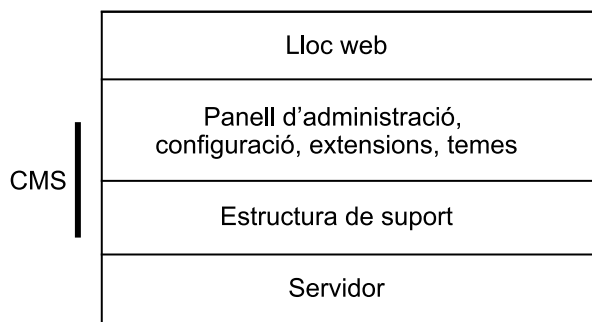 Lloc web
Panell d'administració,
configuració, extensions, temes
CMS
Estructura de suport
Servidor